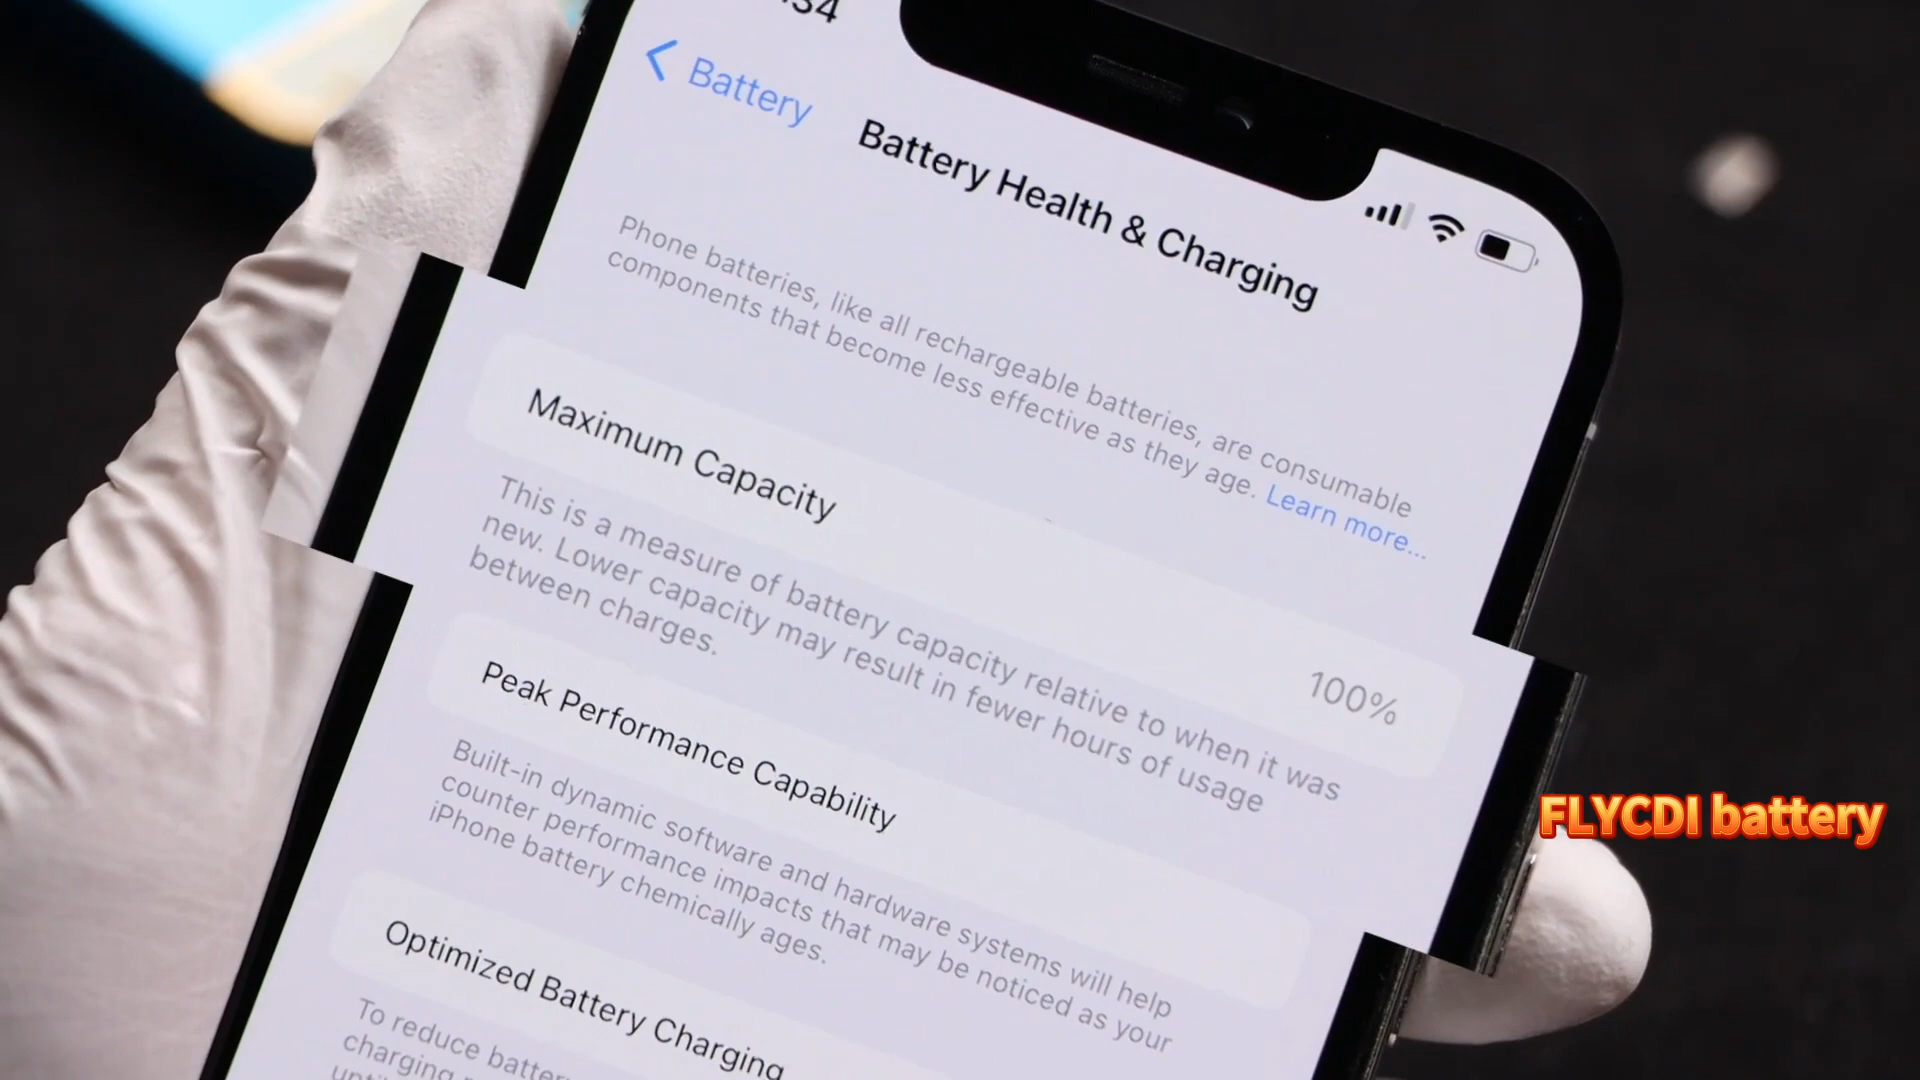 Battery
Battery Health & Charging
Phone batteries, like all rechargeable batteries, are consumable
components that become less effective as they age. Learn more...
Maximum Capacity
100%
This is a measure of battery capacity relative to when it was
new. Lower capacity may result in fewer hours of usage
between charges.
Peak Performance Capability
Built-in dynamic software and hardware systems will help
counter performance impacts that may be noticed as your
iPhone battery chemically ages.
Optimized Battery Charging
To reduce
charging
FLYCDI battery